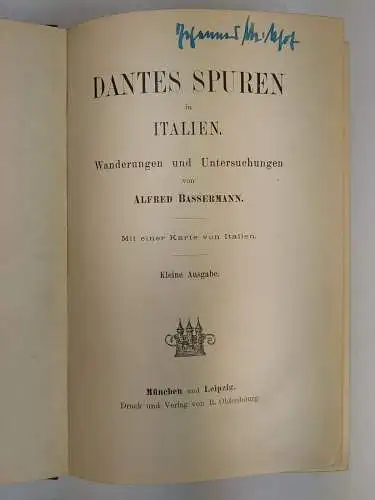 DANTES SPUREN
in
ITALIEN.
Wanderungen und Untersuchungen
von
ALFRED BASSERMANN.
Mit einer Karte von Italien.
Kleine Ausgabe.
München und Leipzig.
Druck und Verlag von R. Oldenbourg.